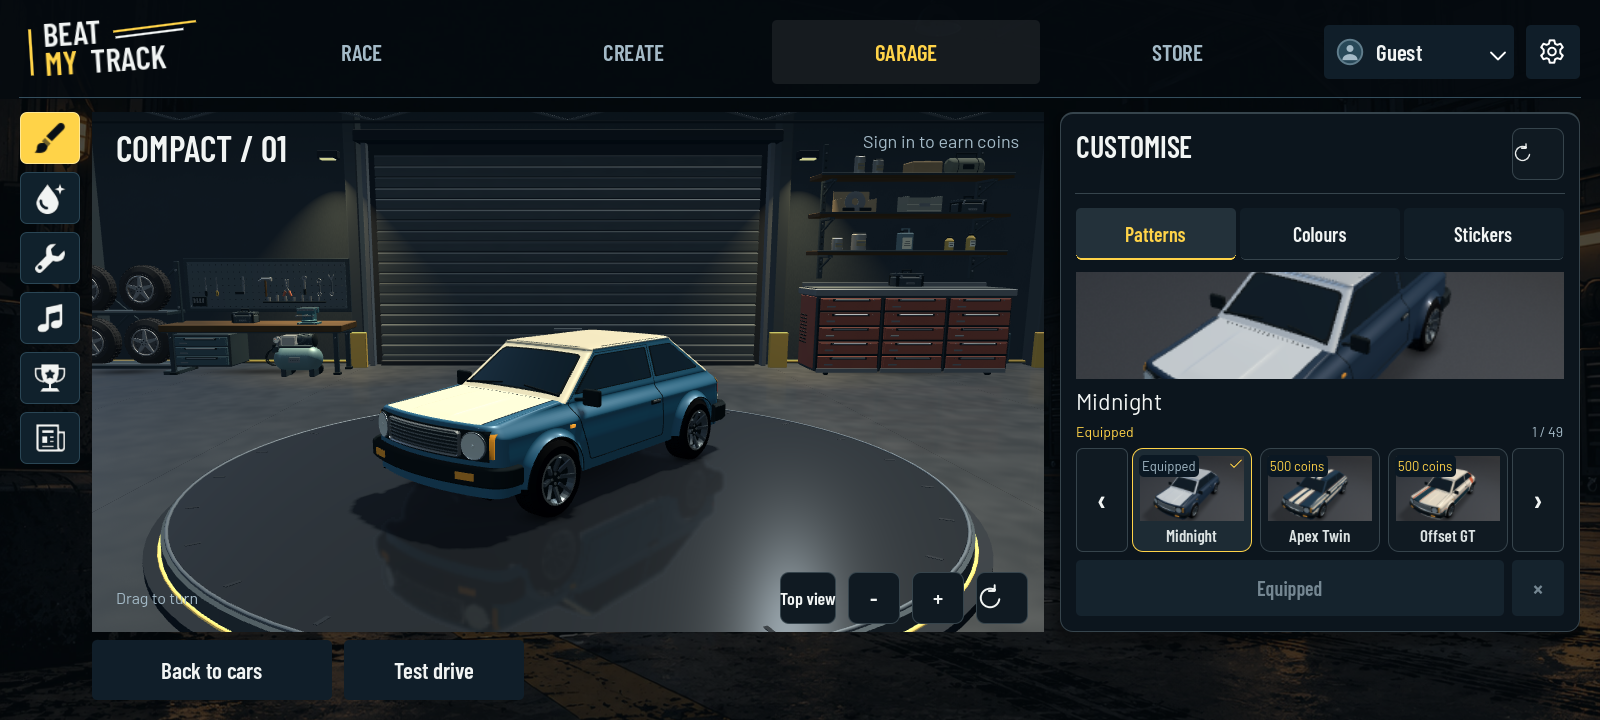 BEAT
MY TRACK
RACE
CREATE
GARAGE
STORE
Guest
COMPACT / 01
Sign in to earn coins
Drag to turn
Top view
-
+
Back to cars
Test drive
CUSTOMISE
Patterns
Colours
Stickers
Midnight
Equipped
1 / 49
‹
Equipped
Midnight
500 coins
Apex Twin
500 coins
Offset GT
›
Equipped
×